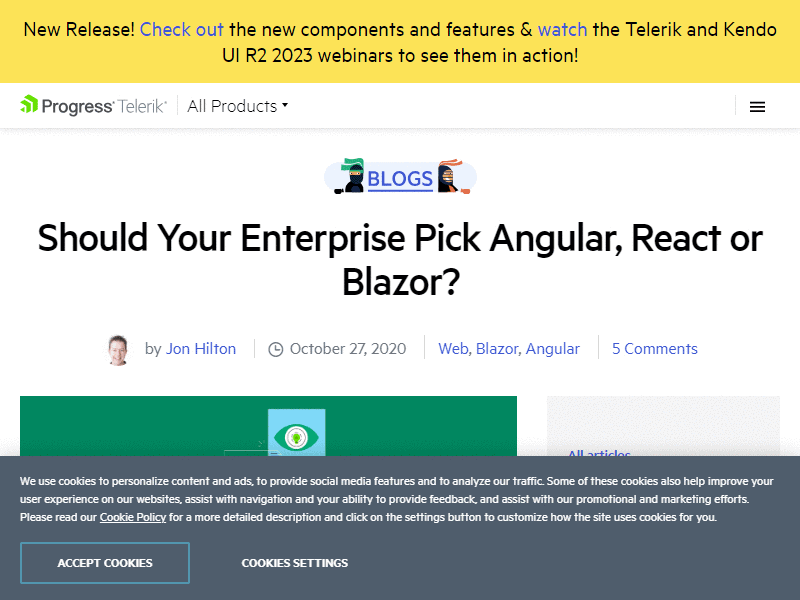 New Release! Check out the new components and features & watch the Telerik and Kendo
UI R2 2023 webinars to see them in action!
Progress Telerik
All Products
BLOGS
Should Your Enterprise Pick Angular, React or
Blazor?
by Jon Hilton
October 27, 2020
Web, Blazor, Angular
5 Comments
All articles
We use cookies to personalize content and ads, to provide social media features and to analyze our traffic. Some of these cookies also help improve your
user experience on our websites, assist with navigation and your ability to provide feedback, and assist with our promotional and marketing efforts.
Please read our Cookie Policy for a more detailed description and click on the settings button to customize how the site uses cookies for you.
ACCEPT COOKIES
COOKIES SETTINGS